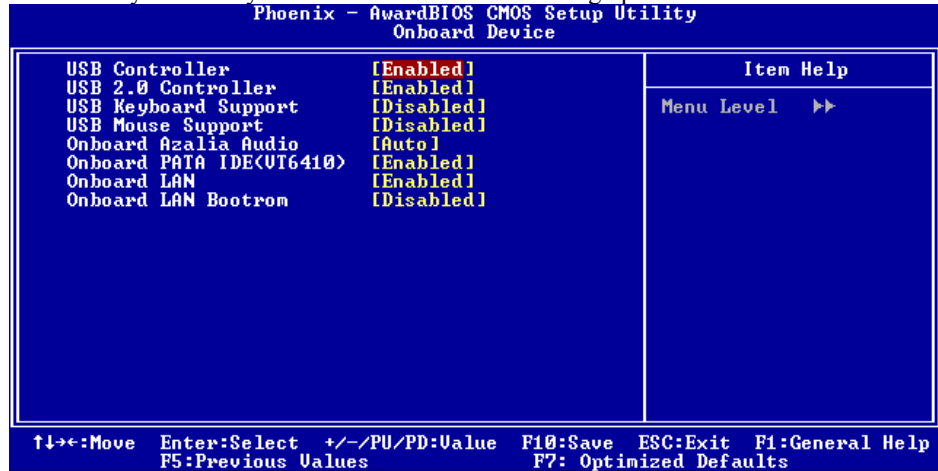 Phoenix - AwardBIOS CMOS Setup Utility
Onboard Device
USB Controller [Enabled]
USB 2.0 Controller [Enabled]
USB Keyboard Support [Disabled]
USB Mouse Support [Disabled]
Onboard Azalia Audio [Auto]
Onboard PATA IDE(VT6410) [Enabled]
Onboard LAN [Enabled]
Onboard LAN Bootrom [Disabled]
Item Help
Menu Level ▶▶
↑↓→←:Move Enter:Select +/-/PU/PD:Value F10:Save ESC:Exit F1:General Help
F5:Previous Values F7: Optimized Defaults